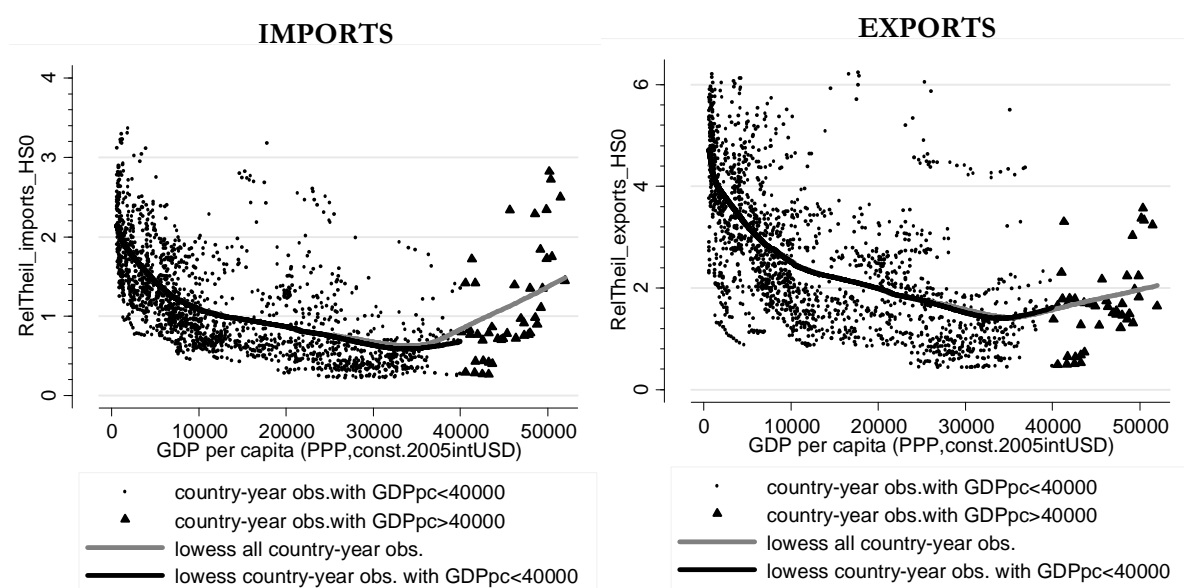 IMPORTS
RelTheil_imports_HS0
4
3
2
1
0
0 10000 20000 30000 40000 50000
GDP per capita (PPP,const.2005intUSD)
country-year obs.with GDPpc<40000
country-year obs.with GDPpc>40000
lowess all country-year obs.
lowess country-year obs. with GDPpc<40000
EXPORTS
RelTheil_exports_HS0
6
4
2
0
0 10000 20000 30000 40000 50000
GDP per capita (PPP,const.2005intUSD)
country-year obs.with GDPpc<40000
country-year obs.with GDPpc>40000
lowess all country-year obs.
lowess country-year obs. with GDPpc<40000